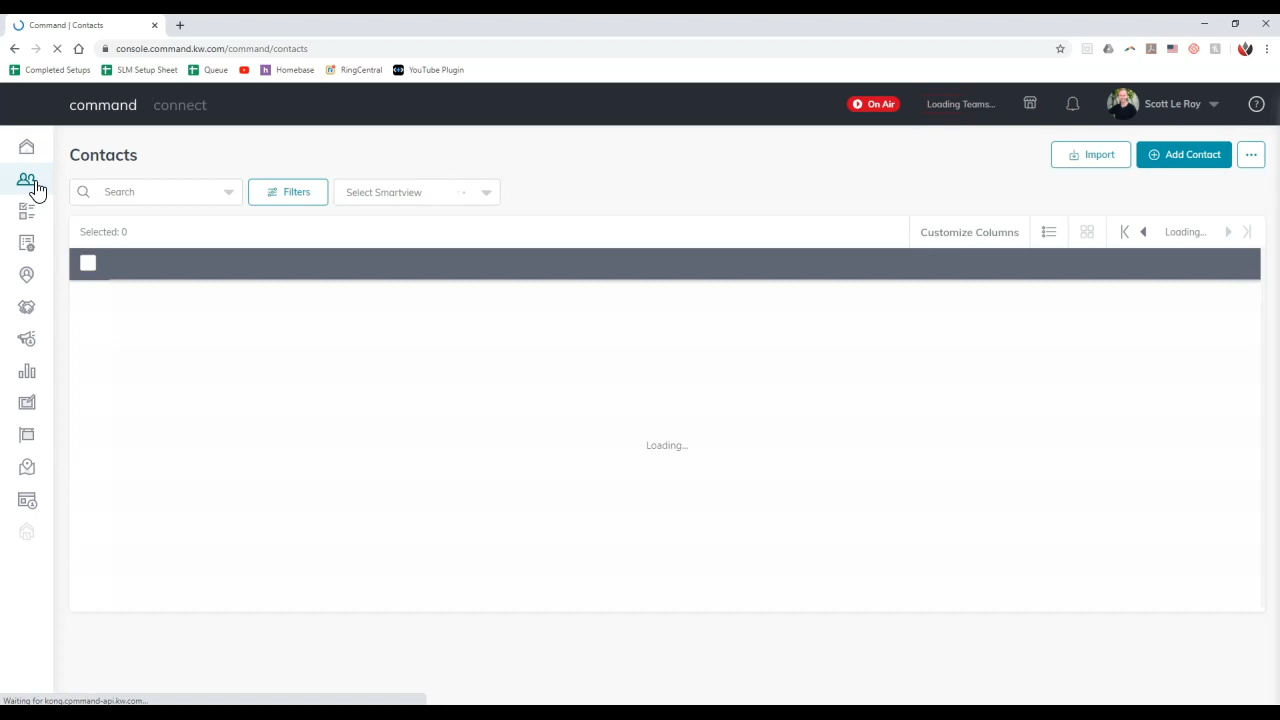 Command | Contacts
console.command.kw.com/command/contacts
Completed Setups SLM Setup Sheet Queue Homebase RingCentral YouTube Plugin
command connect On Air Loading Teams... Scott Le Roy
Contacts Import Add Contact
Search Filters Select Smartview
Selected: 0 Customize Columns Loading...
Loading...
Waiting for kong.command-api.kw.com...